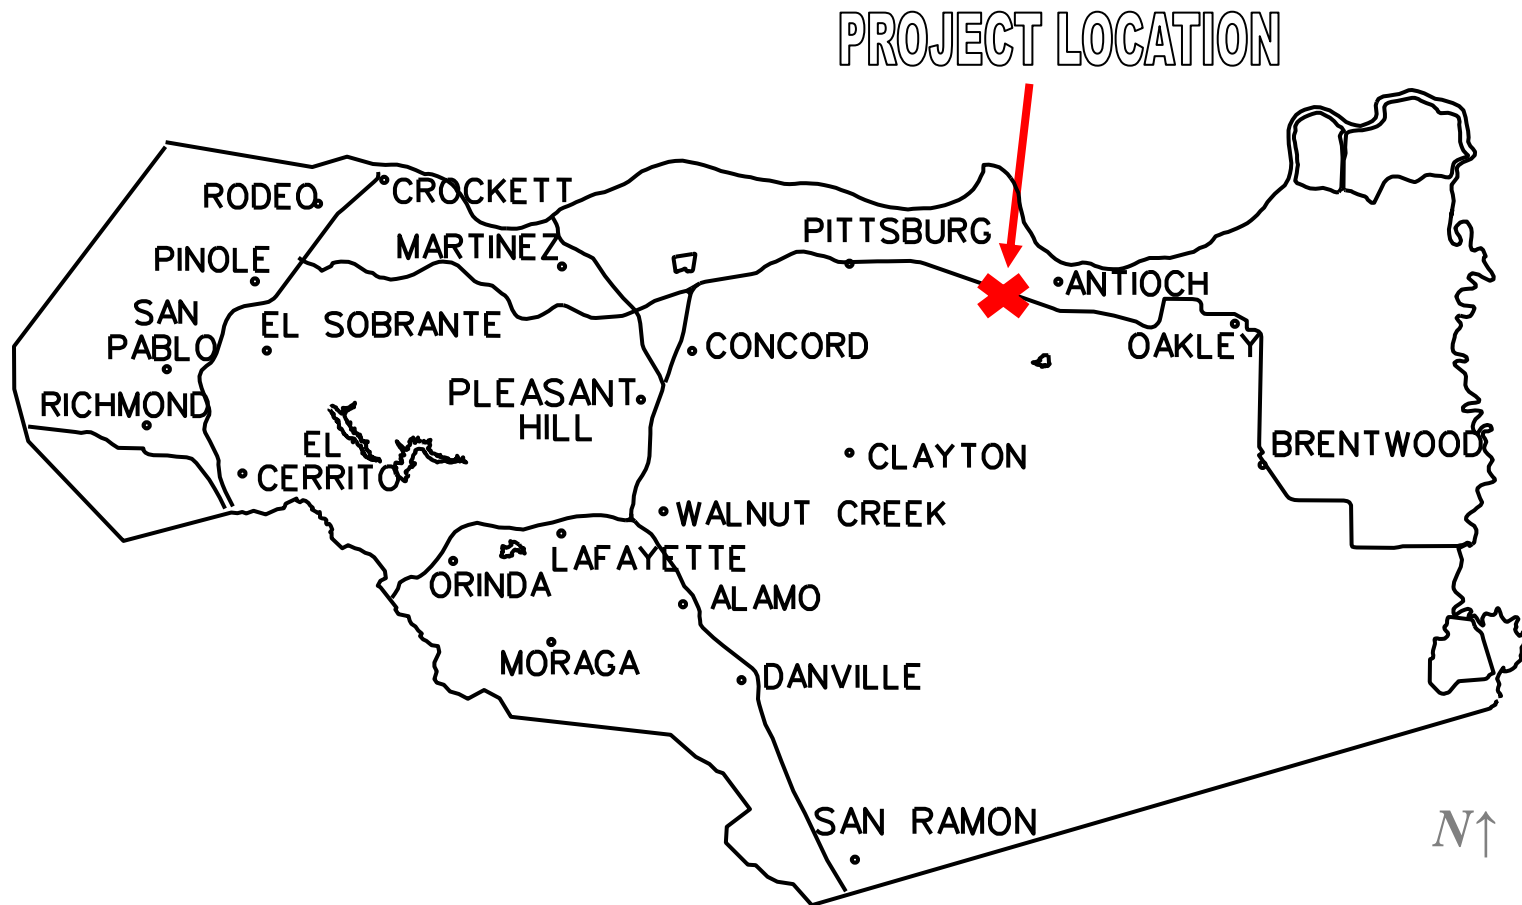 PROJECT LOCATION
RODEO
CROCKETT
PITTSBURG
MARTINEZ
PINOLE
ANTIOCH
SAN
PABLO
EL SOBRANTE
CONCORD
OAKLEY
PLEASANT
HILL
RICHMOND
EL
CERRITO
CLAYTON
BRENTWOOD
WALNUT CREEK
LAFAYETTE
ORINDA
ALAMO
MORAGA
DANVILLE
SAN RAMON
N↑